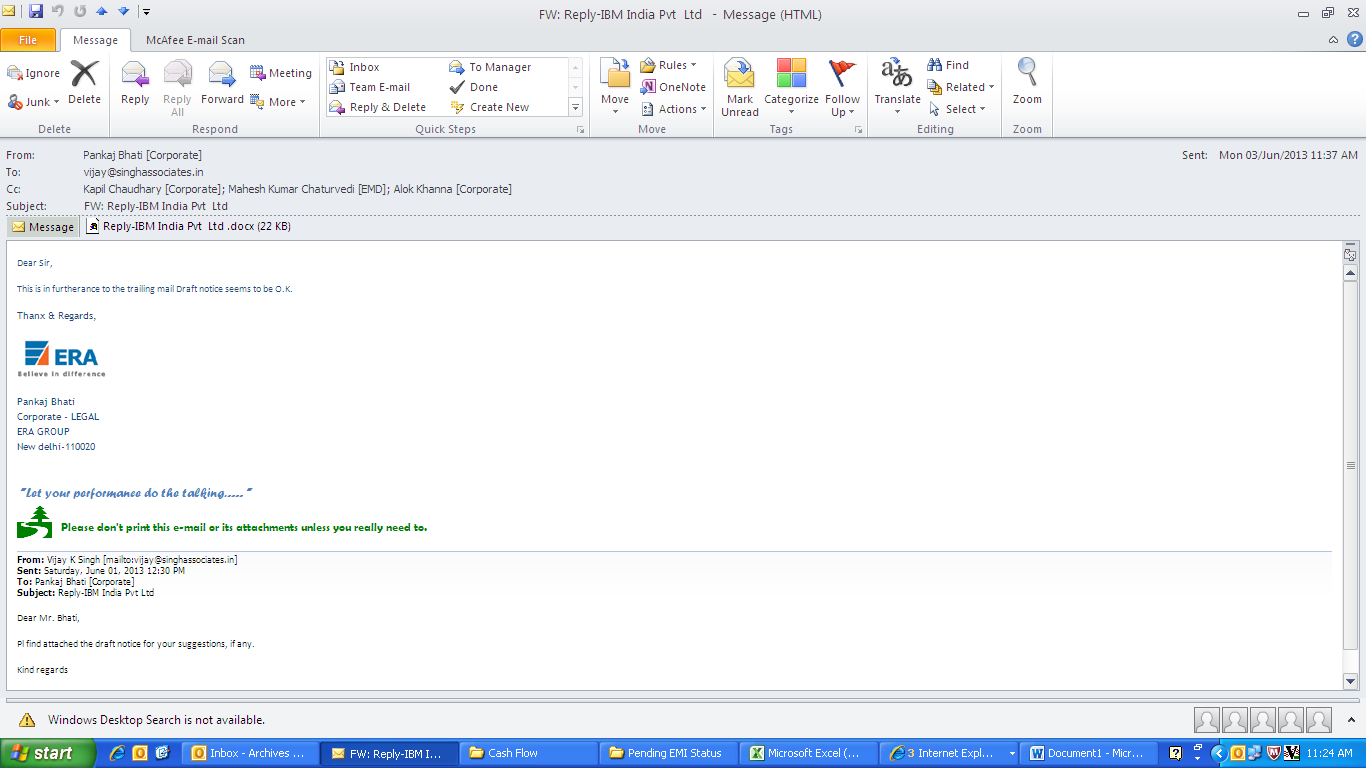 FW: Reply-IBM India Pvt  Ltd  - Message (HTML)
File Message McAfee E-mail Scan
Ignore
Junk
Delete
Delete
Reply
Reply All
Forward
Meeting
More
Respond
Inbox
Team E-mail
Reply & Delete
To Manager
Done
Create New
Quick Steps
Move
Rules
OneNote
Actions
Move
Mark Unread
Categorize
Follow Up
Tags
Translate
Find
Related
Select
Editing
Zoom
Zoom
From: Pankaj Bhati [Corporate]
Sent: Mon 03/Jun/2013 11:37 AM
To: vijay@singhassociates.in
Cc: Kapil Chaudhary [Corporate]; Mahesh Kumar Chaturvedi [EMD]; Alok Khanna [Corporate]
Subject: FW: Reply-IBM India Pvt  Ltd
Message Reply-IBM India Pvt  Ltd .docx (22 KB)
Dear Sir,
This is in furtherance to the trailing mail Draft notice seems to be O.K.
Thanx & Regards,
ERA
Believe in difference
Pankaj Bhati
Corporate - LEGAL
ERA GROUP
New delhi-110020
"Let your performance do the talking....."
Please don't print this e-mail or its attachments unless you really need to.
From: Vijay K Singh [mailto:vijay@singhassociates.in]
Sent: Saturday, June 01, 2013 12:30 PM
To: Pankaj Bhati [Corporate]
Subject: Reply-IBM India Pvt Ltd
Dear Mr. Bhati,
Pl find attached the draft notice for your suggestions, if any.
Kind regards
Windows Desktop Search is not available.
start Inbox - Archives ... FW: Reply-IBM I... Cash Flow Pending EMI Status Microsoft Excel (... 3 Internet Expl... Document1 - Micr... 11:24 AM